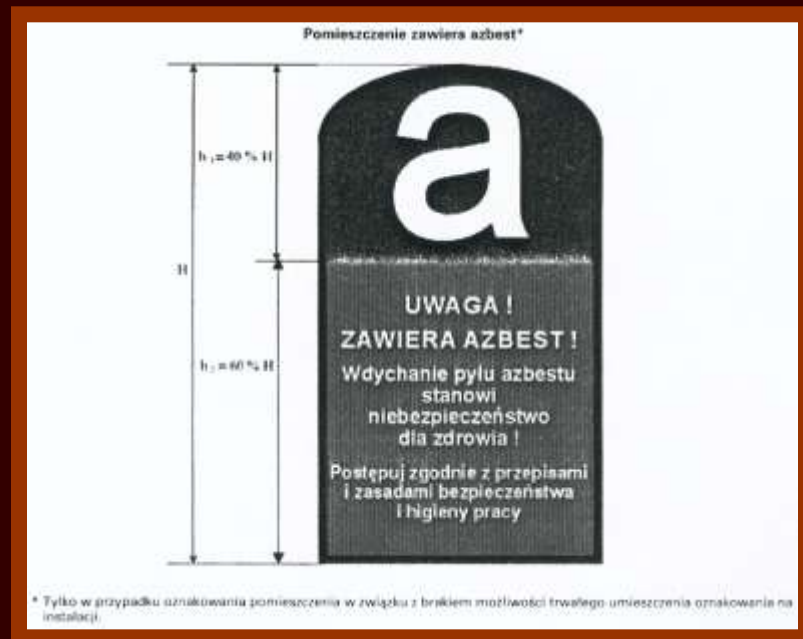 Pomieszczenie zawiera azbest*
a
h₁ = 40 % H
H
UWAGA !
ZAWIERA AZBEST !
h₂ = 60 % H
Wdychanie pyłu azbestu
stanowi
niebezpieczeństwo
dla zdrowia !
Postępuj zgodnie z przepisami
i zasadami bezpieczeństwa
i higieny pracy
* Tylko w przypadku oznakowania pomieszczenia w związku z brakiem możliwości trwałego umieszczenia oznakowania na
instalacji.